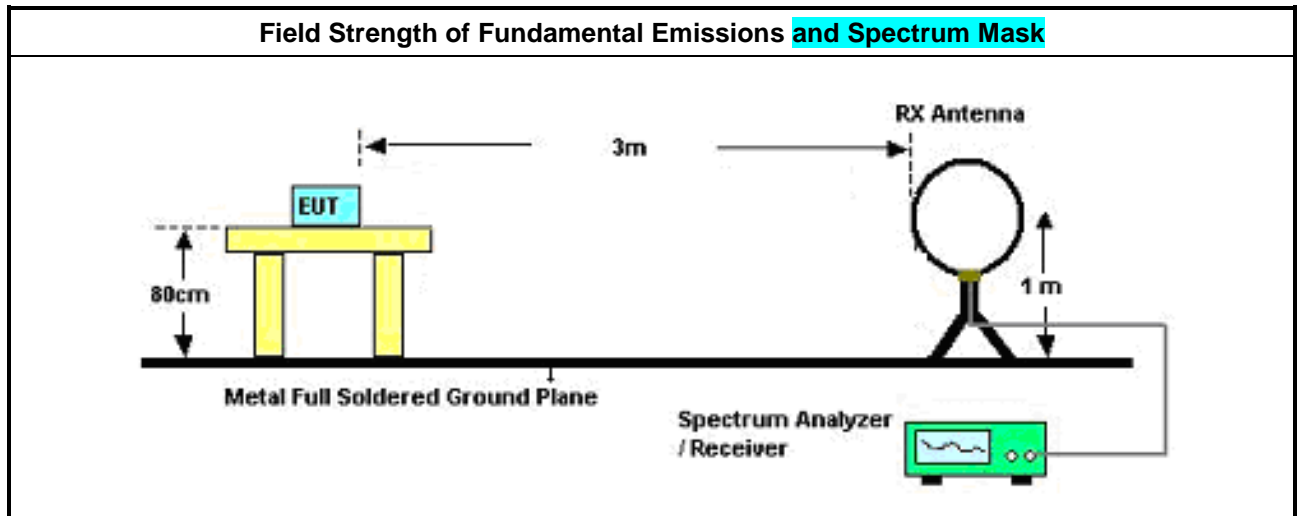 Field Strength of Fundamental Emissions and Spectrum Mask
RX Antenna
3m
EUT
80cm
1 m
Metal Full Soldered Ground Plane
Spectrum Analyzer
/ Receiver